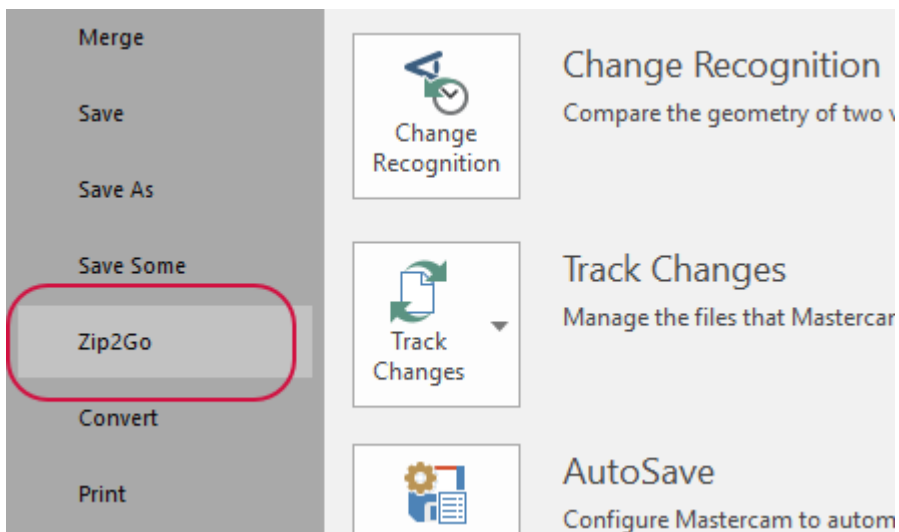 Merge
Save
Save As
Save Some
Zip2Go
Convert
Print
Change
Recognition
Change Recognition
Compare the geometry of two
Track
Changes
Track Changes
Manage the files that Mastercar
AutoSave
Configure Mastercam to autom